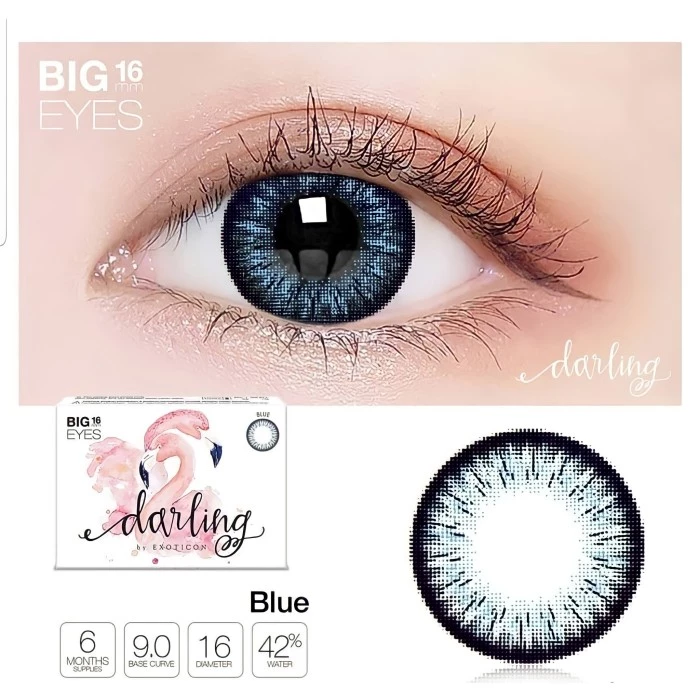 BIG 16 mm
EYES
darling
BIG 16
EYES
BLUE
darling
by EXOTICON
Blue
6
MONTHS
SUPPLIES
9.0
BASE CURVE
16
DIAMETER
42%
WATER